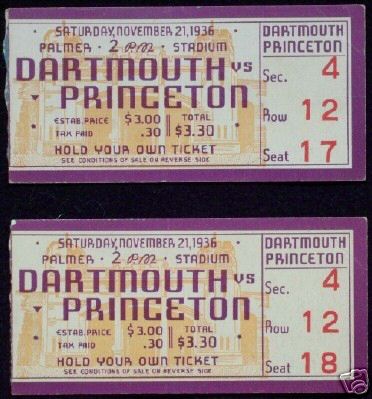 SATURDAY, NOVEMBER 21, 1936
PALMER · 2 P.M. · STADIUM
DARTMOUTH VS
PRINCETON
ESTAB. PRICE $3.00 TOTAL
TAX PAID .30 $3.30
HOLD YOUR OWN TICKET
SEE CONDITIONS OF SALE ON REVERSE SIDE
DARTMOUTH
PRINCETON
Sec. 4
Row 12
Seat 17
SATURDAY, NOVEMBER 21, 1936
PALMER · 2 P.M. · STADIUM
DARTMOUTH VS
PRINCETON
ESTAB. PRICE $3.00 TOTAL
TAX PAID .30 $3.30
HOLD YOUR OWN TICKET
SEE CONDITIONS OF SALE ON REVERSE SIDE
DARTMOUTH
PRINCETON
Sec. 4
Row 12
Seat 18